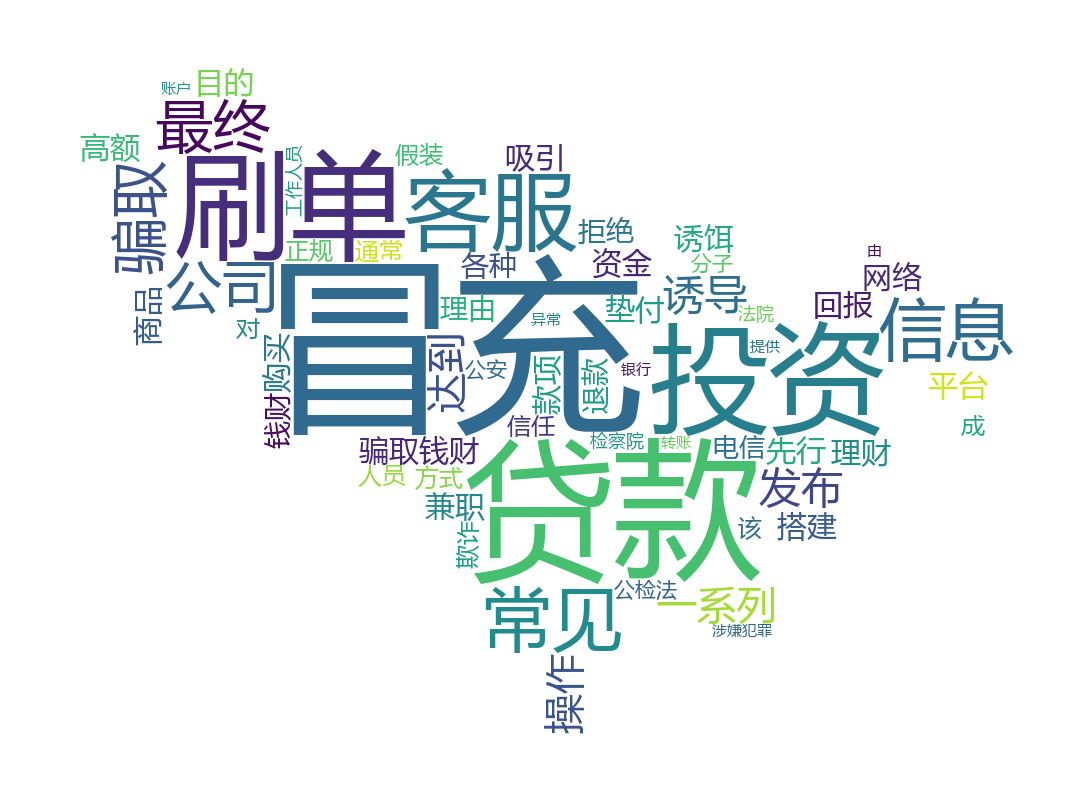 账户
目的
最终
高额
工作人员
假装
吸引
刷单
客服
骗取
拒绝
诱饵
正规
通常
由
各种
资金
分子
网络
公司
诱导
商品
冒充
理由
垫付
回报
信息
对
异常
法院
投资
购买
达到
公安
款项
退款
银行
提供
平台
钱财
信任
成
骗取钱财
检察院
转账
电信
先行
理财
人员
方式
贷款
发布
兼职
欺诈
该
搭建
公检法
一系列
常见
涉嫌犯罪
操作